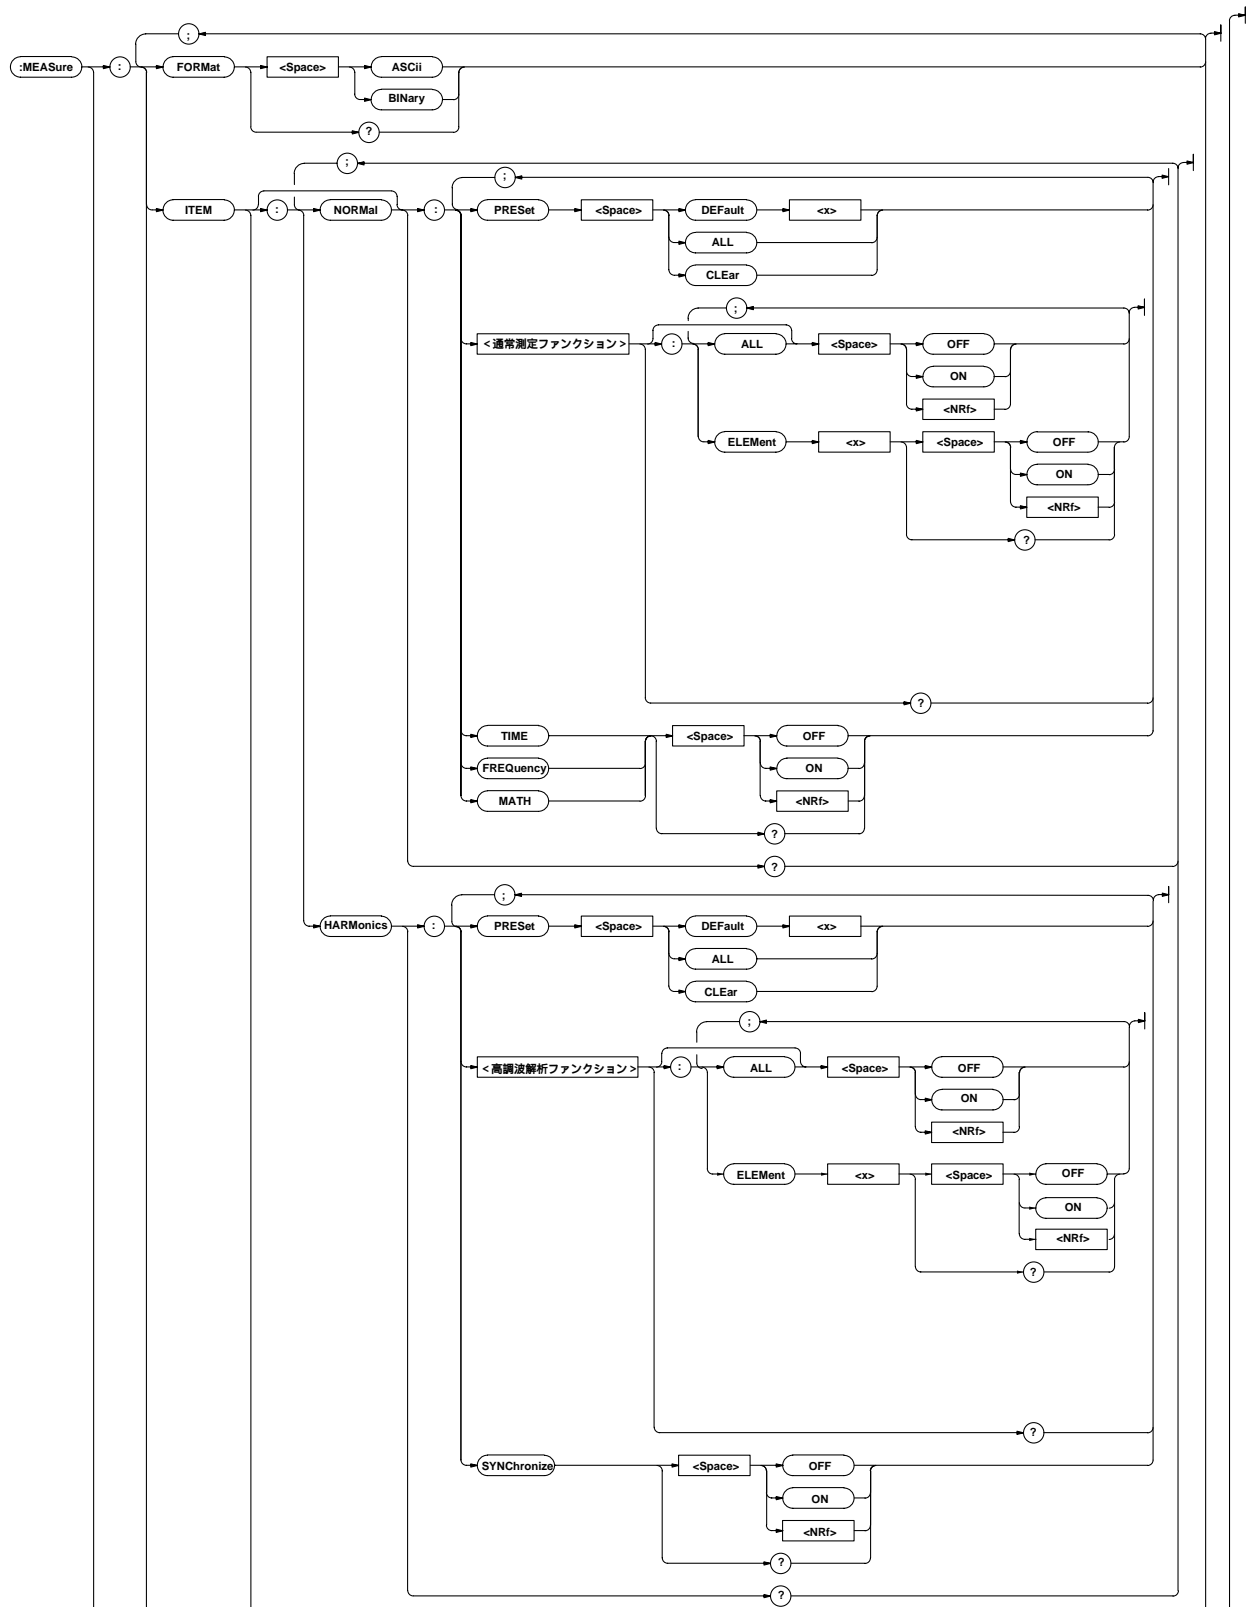 ;
:MEASure : FORMat <Space> ASCii
BINary
?
;
;
ITEM : NORMal : PRESet <Space> DEFault <x>
ALL
CLEar
;
<通常測定ファンクション> : ALL <Space> OFF
ON
<NRf>
ELEMent <x> <Space> OFF
ON
<NRf>
?
?
TIME <Space> OFF
FREQuency ON
MATH <NRf>
?
?
;
HARMonics : PRESet <Space> DEFault <x>
ALL
CLEar
;
<高調波解析ファンクション> : ALL <Space> OFF
ON
<NRf>
ELEMent <x> <Space> OFF
ON
<NRf>
?
?
SYNChronize <Space> OFF
ON
<NRf>
?
?